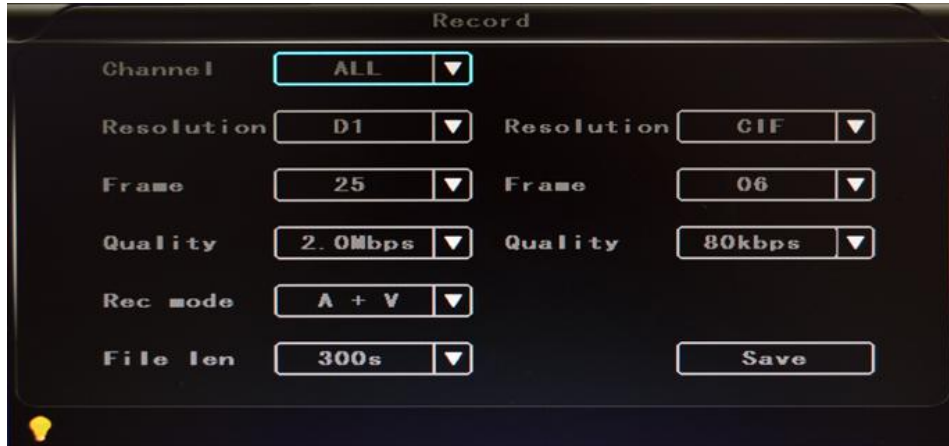 Record
Channel ALL
Resolution D1 Resolution CIF
Frame 25 Frame 06
Quality 2.0Mbps Quality 80kbps
Rec mode A + V
File len 300s Save